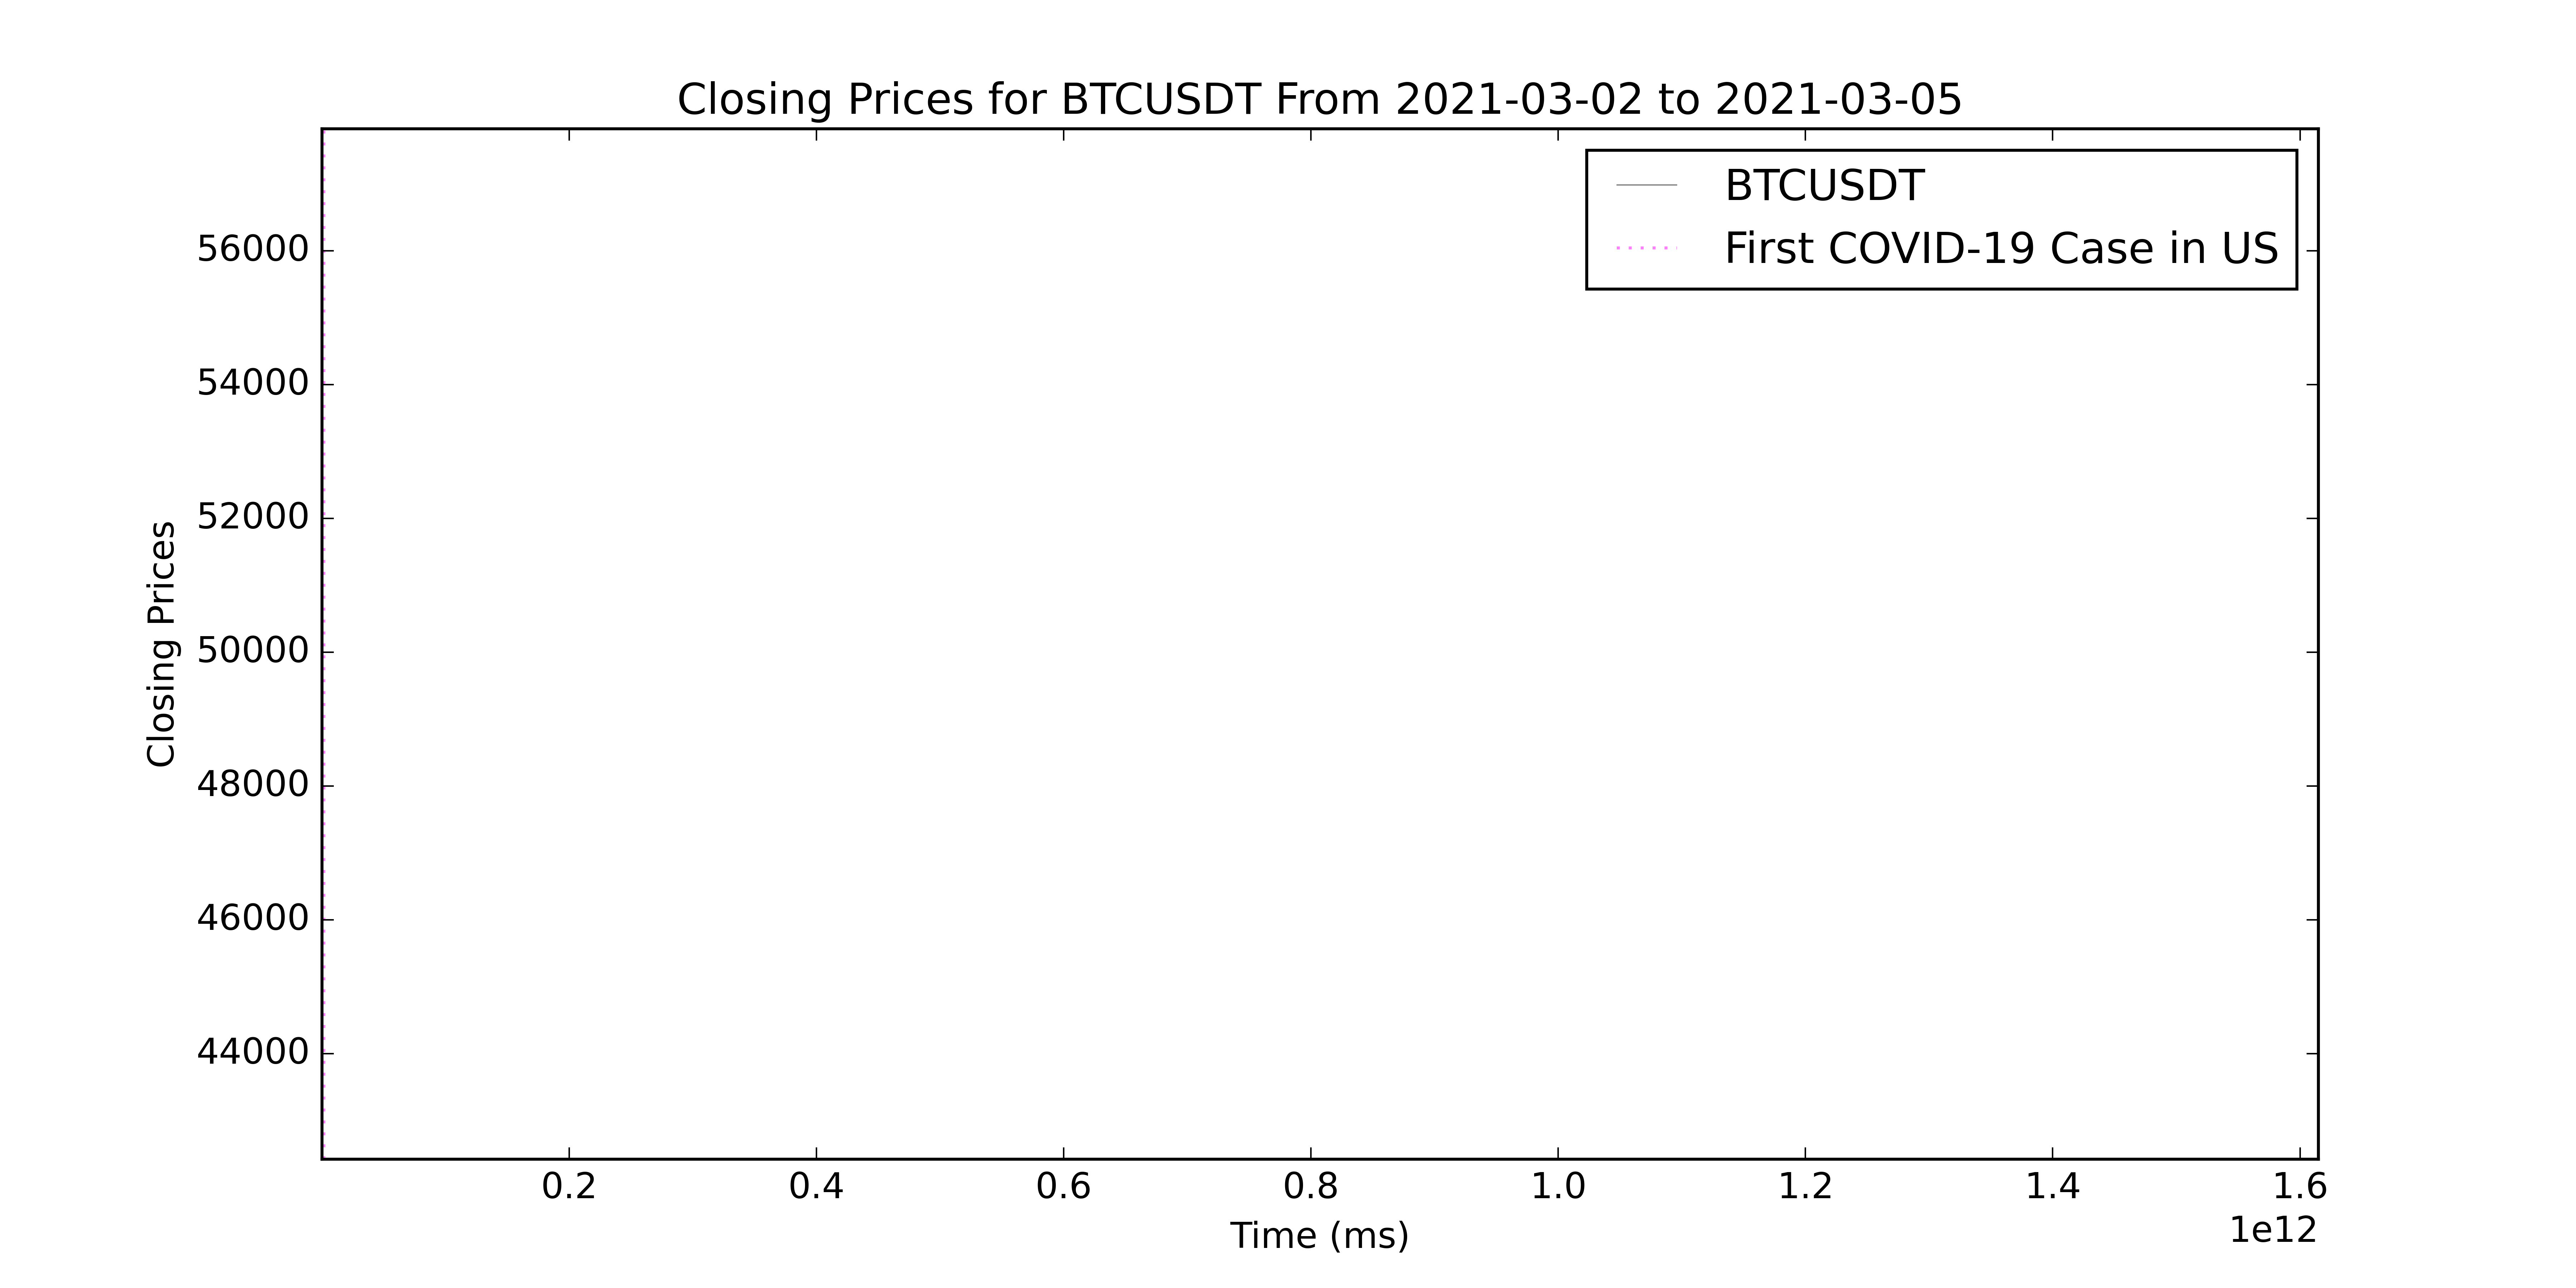 Closing Prices for BTCUSDT From 2021-03-02 to 2021-03-05
BTCUSDT
First COVID-19 Case in US
56000
54000
52000
50000
48000
46000
44000
Closing Prices
0.2 0.4 0.6 0.8 1.0 1.2 1.4 1.6
1e12
Time (ms)